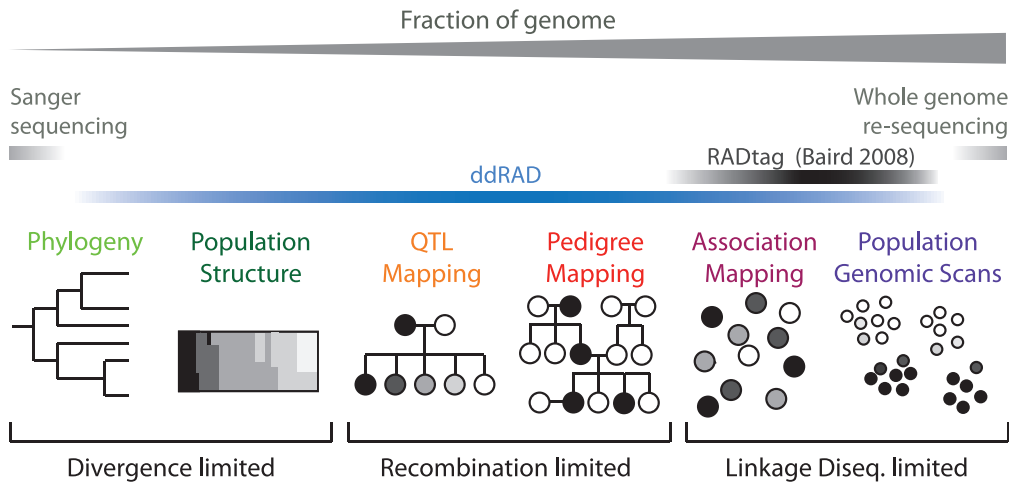 Fraction of genome
Sanger
sequencing
Whole genome
re-sequencing
RADtag (Baird 2008)
ddRAD
Phylogeny
Population
Structure
QTL
Mapping
Pedigree
Mapping
Association
Mapping
Population
Genomic Scans
Divergence limited
Recombination limited
Linkage Diseq. limited